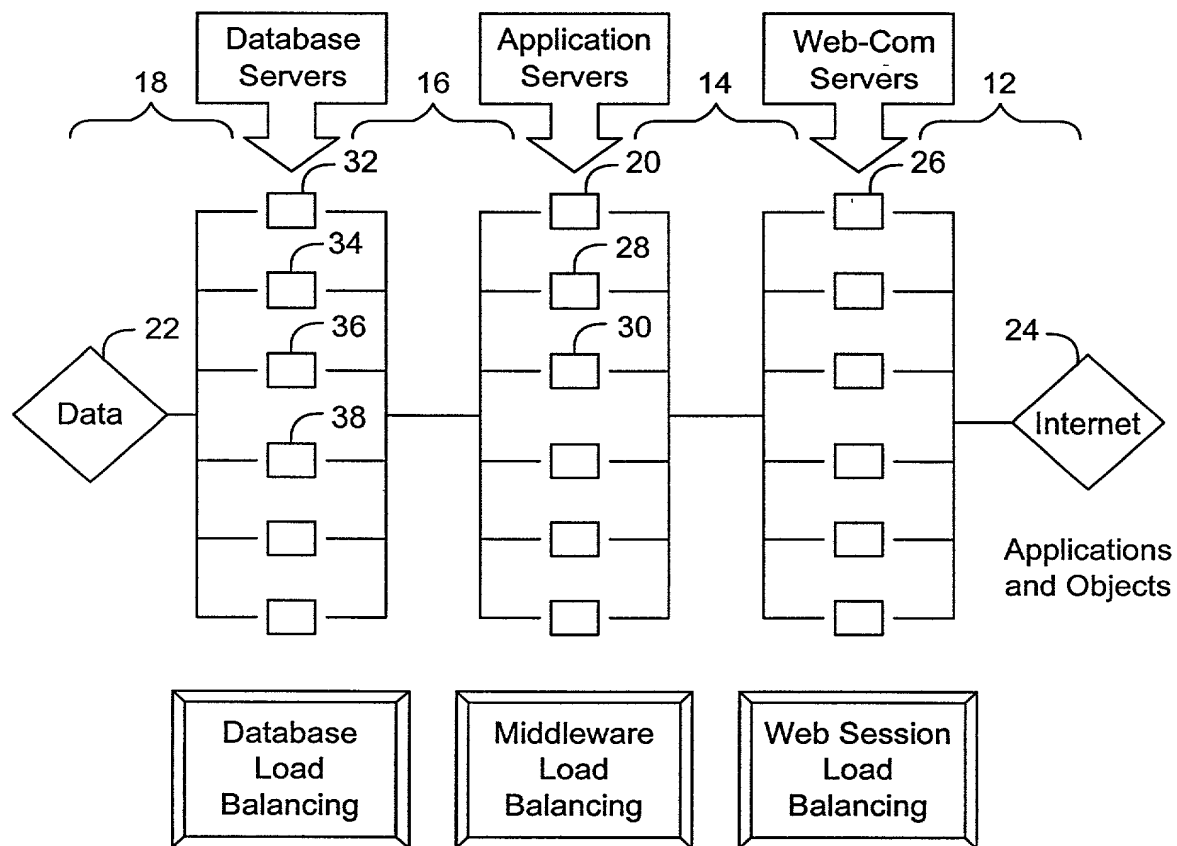 Database
Servers
Application
Servers
Web-Com
Servers
18
16
14
12
32
20
26
34
28
22
36
30
24
Data
38
Internet
Applications
and Objects
Database
Load
Balancing
Middleware
Load
Balancing
Web Session
Load
Balancing